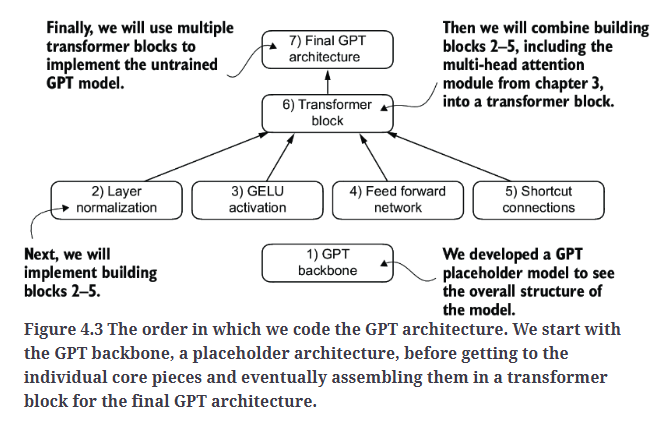 Finally, we will use multiple
transformer blocks to
implement the untrained
GPT model.
7) Final GPT
architecture
Then we will combine building
blocks 2–5, including the
multi-head attention
module from chapter 3,
into a transformer block.
6) Transformer
block
2) Layer
normalization
3) GELU
activation
4) Feed forward
network
5) Shortcut
connections
Next, we will
implement building
blocks 2–5.
1) GPT
backbone
We developed a GPT
placeholder model to see
the overall structure of
the model.
Figure 4.3 The order in which we code the GPT architecture. We start with
the GPT backbone, a placeholder architecture, before getting to the
individual core pieces and eventually assembling them in a transformer
block for the final GPT architecture.